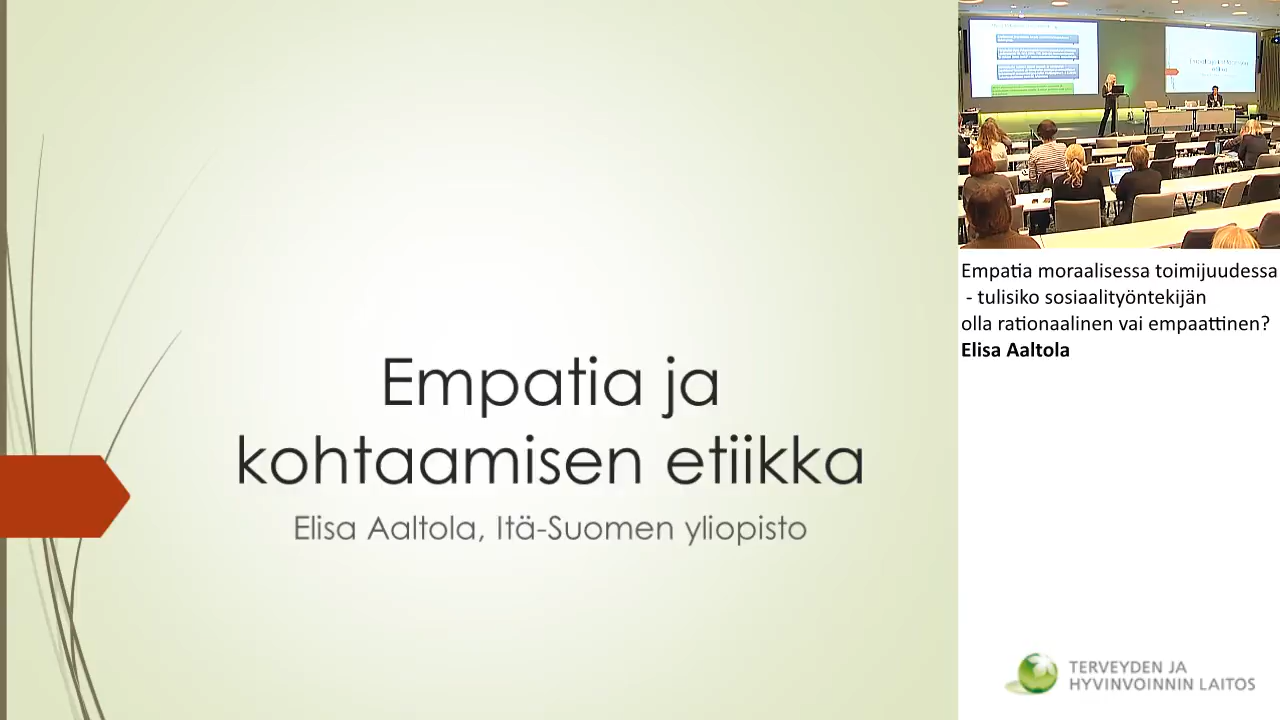 Empatia ja
kohtaamisen etiikka
Elisa Aaltola, Itä-Suomen yliopisto
Empatia moraalisessa toimijuudessa
- tulisiko sosiaalityöntekijän
olla rationaalinen vai empaattinen?
Elisa Aaltola
TERVEYDEN JA
HYVINVOINNIN LAITOS